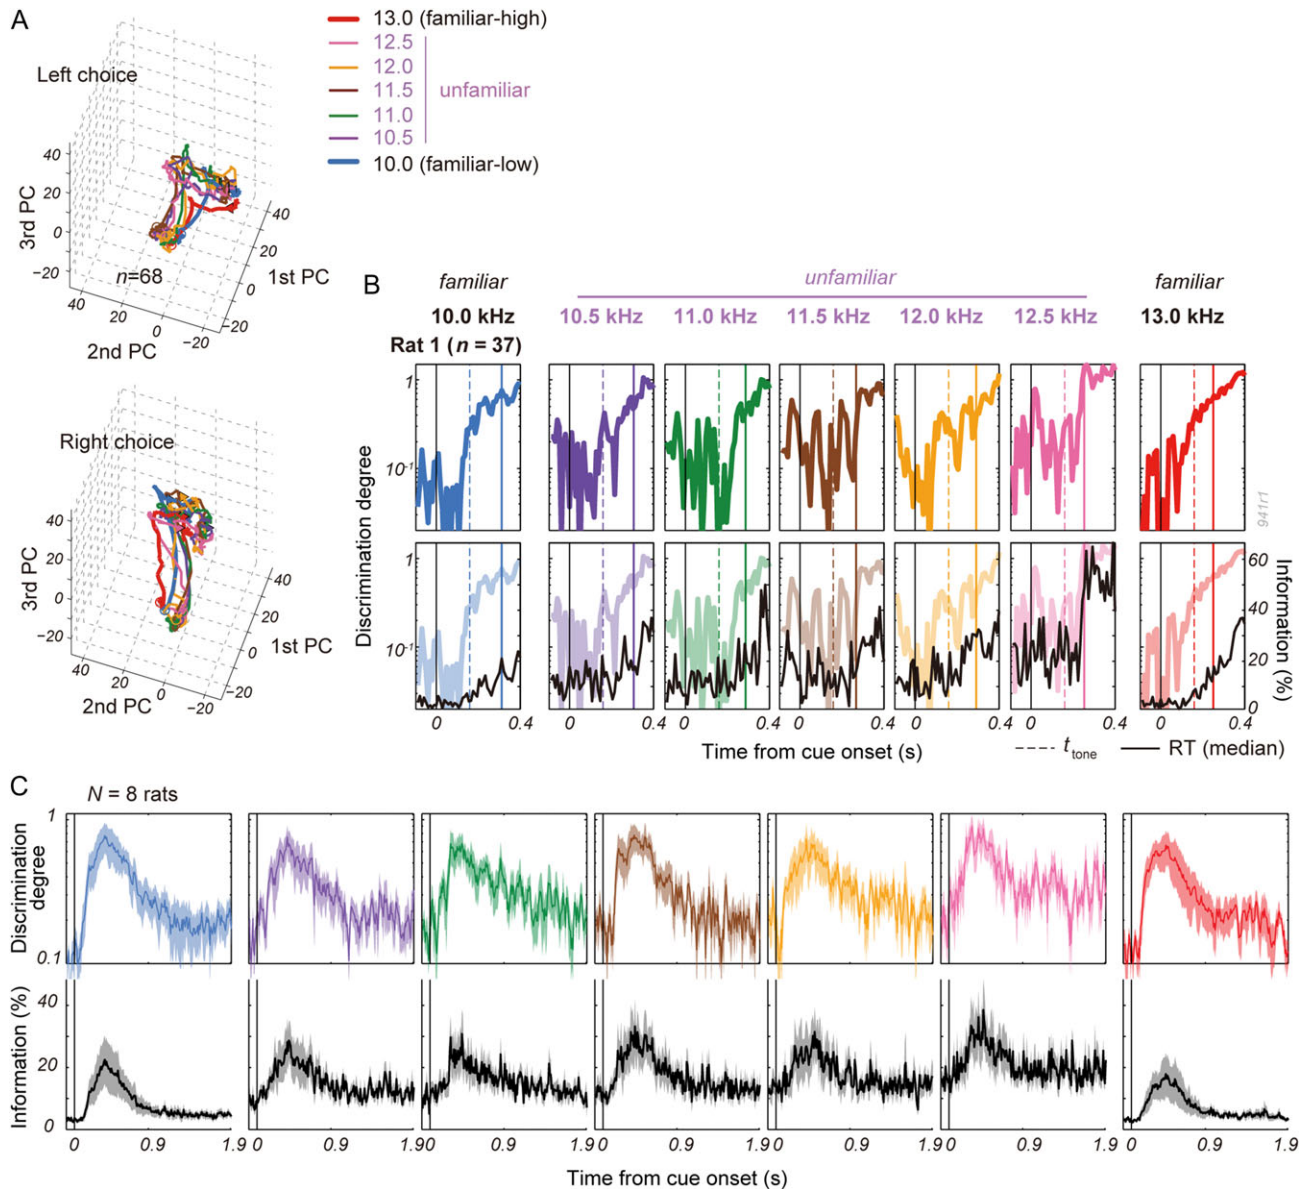 A
13.0 (familiar-high)
12.5
12.0
11.5
unfamiliar
11.0
10.5
10.0 (familiar-low)
Left choice
40
20
0
−20
3rd PC
n=68
40
20
0
−20
1st PC
40
20
0
−20
2nd PC
Right choice
40
20
0
−20
3rd PC
40
20
0
−20
1st PC
40
20
0
−20
2nd PC
B
familiar
unfamiliar
familiar
10.0 kHz
10.5 kHz
11.0 kHz
11.5 kHz
12.0 kHz
12.5 kHz
13.0 kHz
Rat 1 (n = 37)
Discrimination degree
1
10-1
1
10-1
941r1
60
40
20
0
Information (%)
0 0.4
0 0.4
0 0.4
0 0.4
0 0.4
0 0.4
0 0.4
Time from cue onset (s)
ttone
RT (median)
C
N = 8 rats
Discrimination
degree
1
0.1
Information (%)
40
20
0
0 0.9 1.9
0 0.9 1.9
0 0.9 1.9
0 0.9 1.9
0 0.9 1.9
0 0.9 1.9
0 0.9 1.9
Time from cue onset (s)